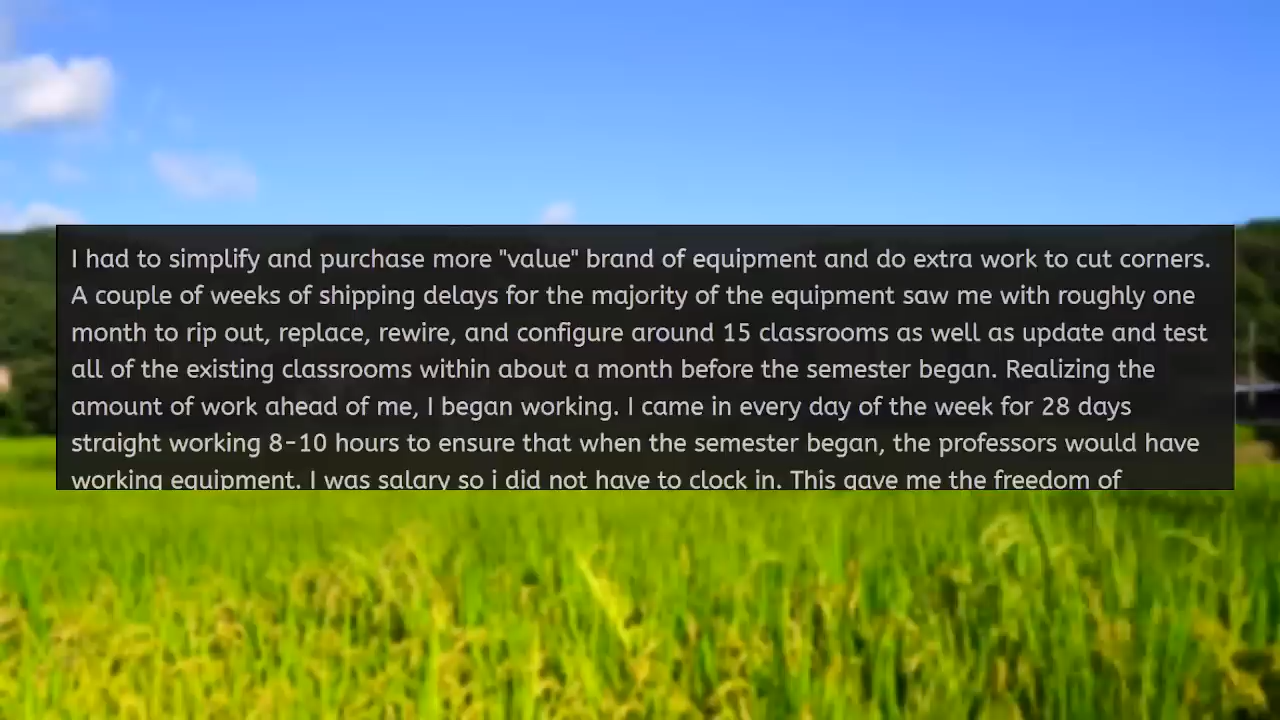 I had to simplify and purchase more "value" brand of equipment and do extra work to cut corners.
A couple of weeks of shipping delays for the majority of the equipment saw me with roughly one
month to rip out, replace, rewire, and configure around 15 classrooms as well as update and test
all of the existing classrooms within about a month before the semester began. Realizing the
amount of work ahead of me, I began working. I came in every day of the week for 28 days
straight working 8-10 hours to ensure that when the semester began, the professors would have
working equipment. I was salary so i did not have to clock in. This gave me the freedom of